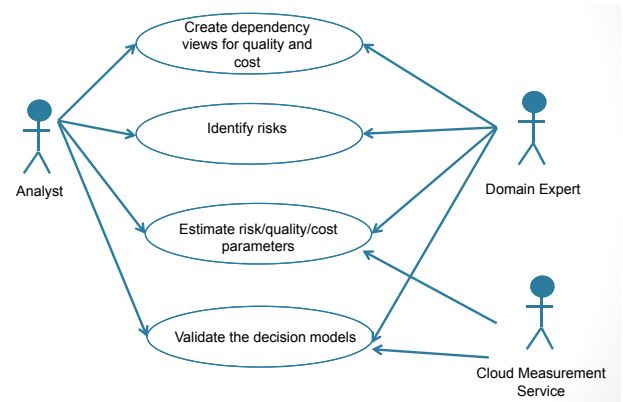 Create dependency
views for quality and
cost
Identify risks
Analyst
Domain Expert
Estimate risk/quality/cost
parameters
Validate the decision models
Cloud Measurement
Service